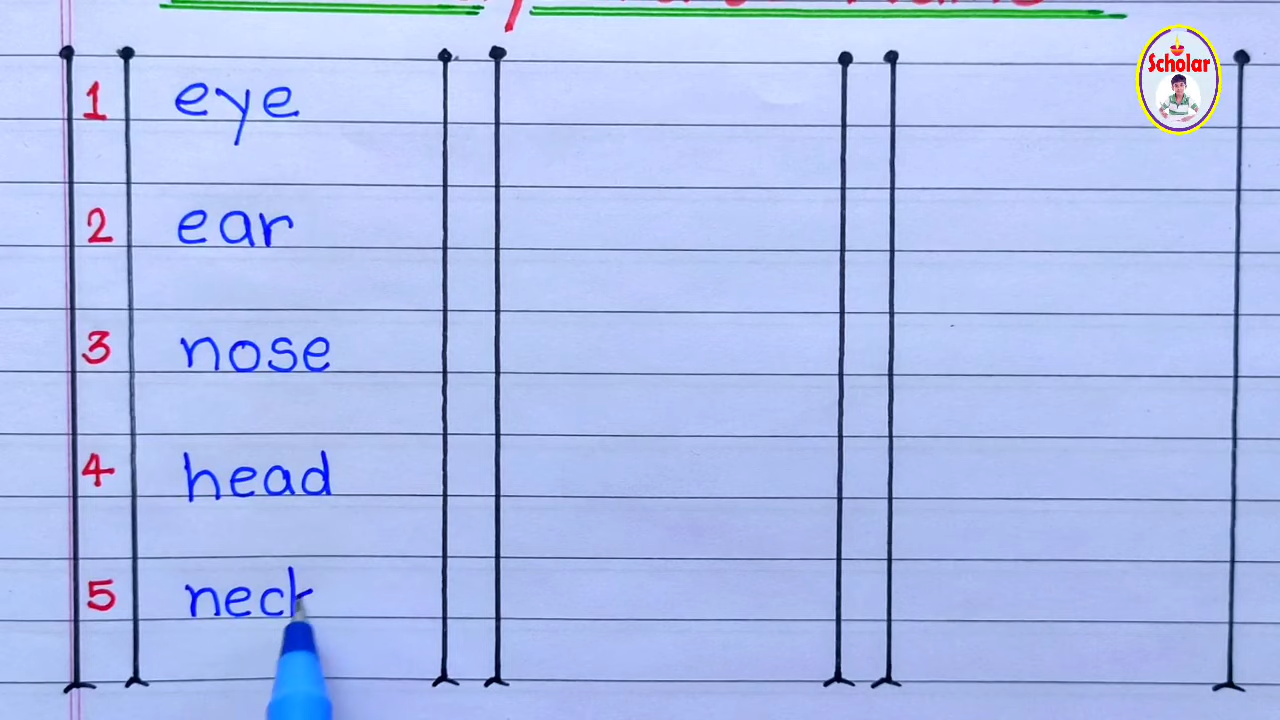 Scholar
1 eye
2 ear
3 nose
4 head
5 neck